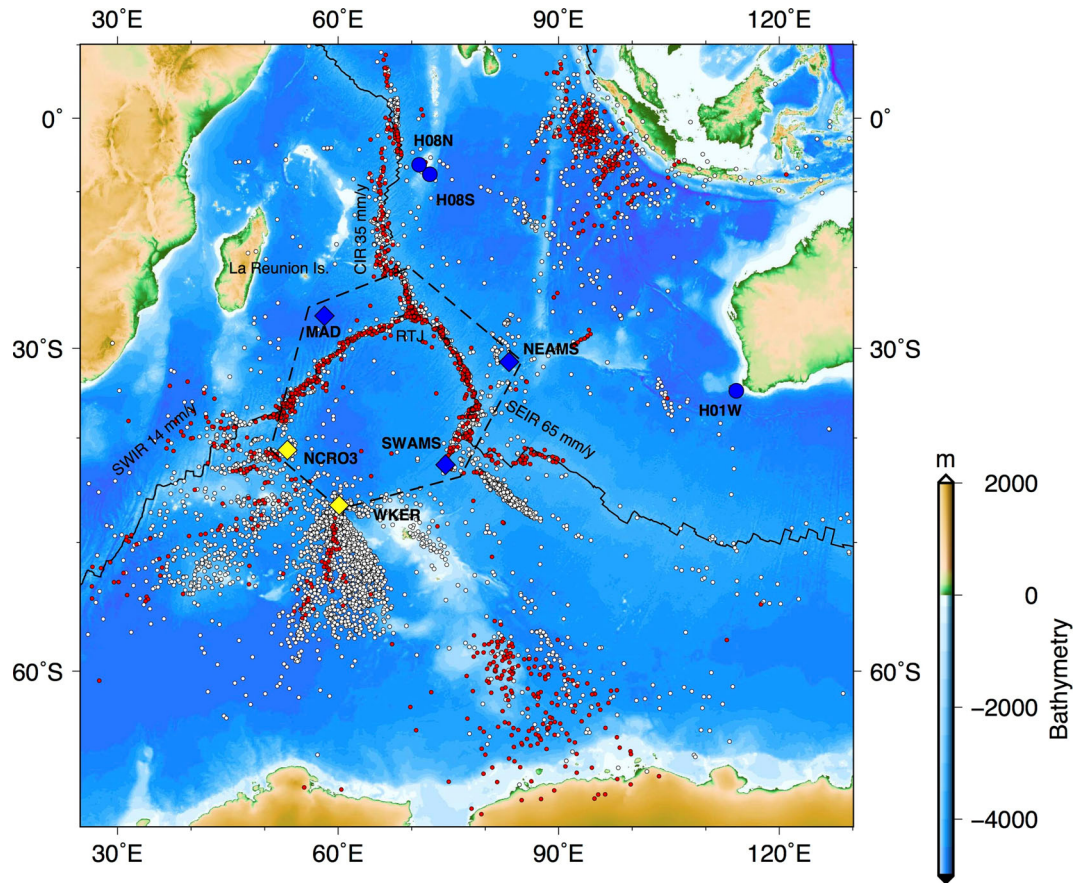 30°E 60°E 90°E 120°E
0° 0°
H08N
H08S
CIR 35 mm/y
La Reunion Is.
MAD
RTJ
30°S 30°S
NEAMS
H01W
SEIR 65 mm/y
SWIR 14 mm/y
SWAMS
NCRO3
WKER
60°S 60°S
30°E 60°E 90°E 120°E
m
2000
0
−2000
−4000
Bathymetry